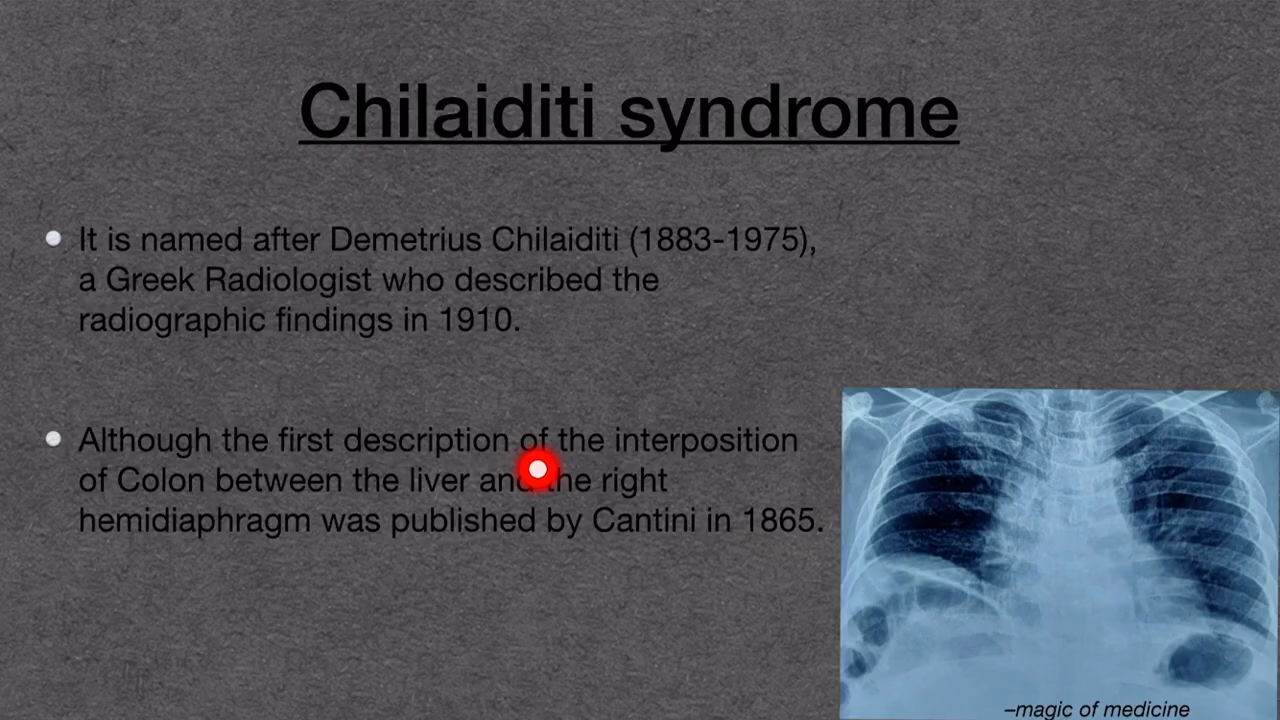 Chilaiditi syndrome
It is named after Demetrius Chilaiditi (1883-1975),
a Greek Radiologist who described the
radiographic findings in 1910.
Although the first description of the interposition
of Colon between the liver and the right
hemidiaphragm was published by Cantini in 1865.
–magic of medicine